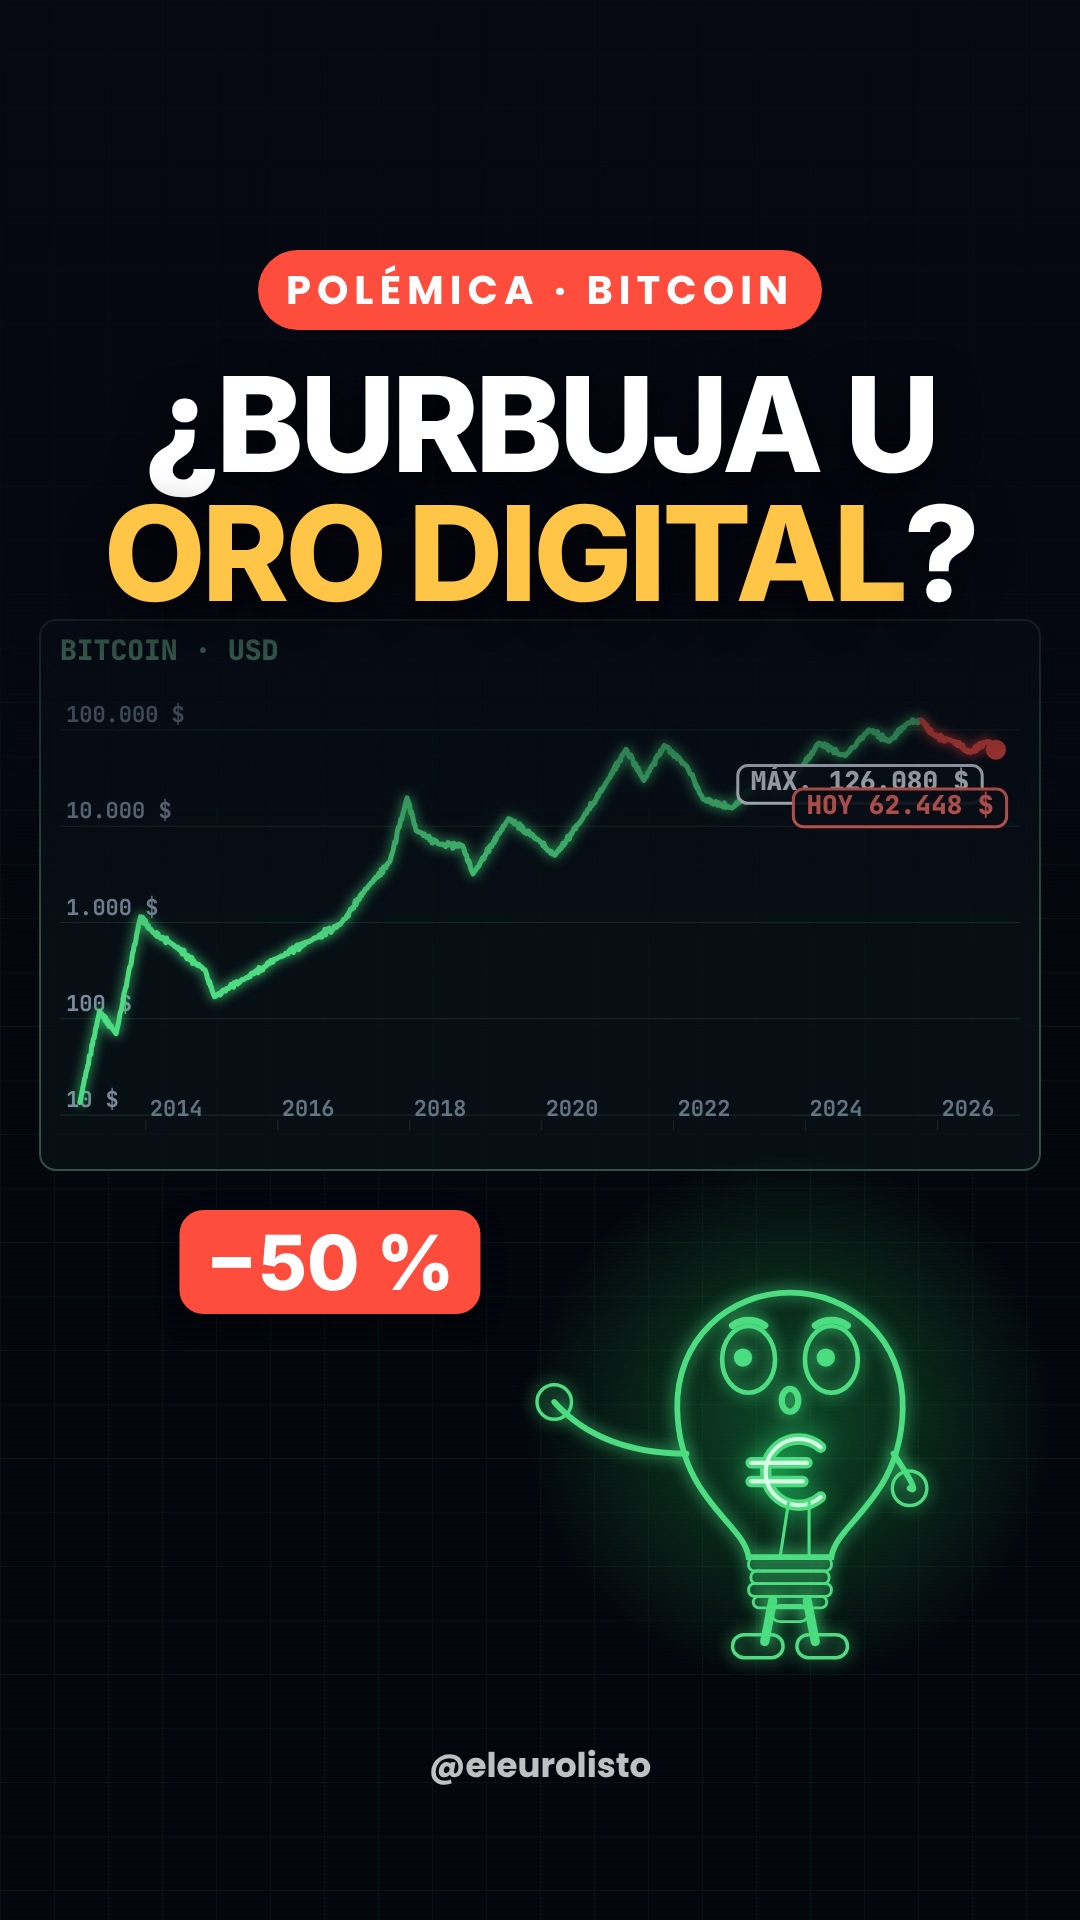 POLÉMICA · BITCOIN
¿BURBUJA U
ORO DIGITAL?
BITCOIN · USD
100.000 $
MÁX. 126.080 $
10.000 $
HOY 62.448 $
1.000 $
100 $
10 $
2014 2016 2018 2020 2022 2024 2026
−50 %
€
@eleurolisto